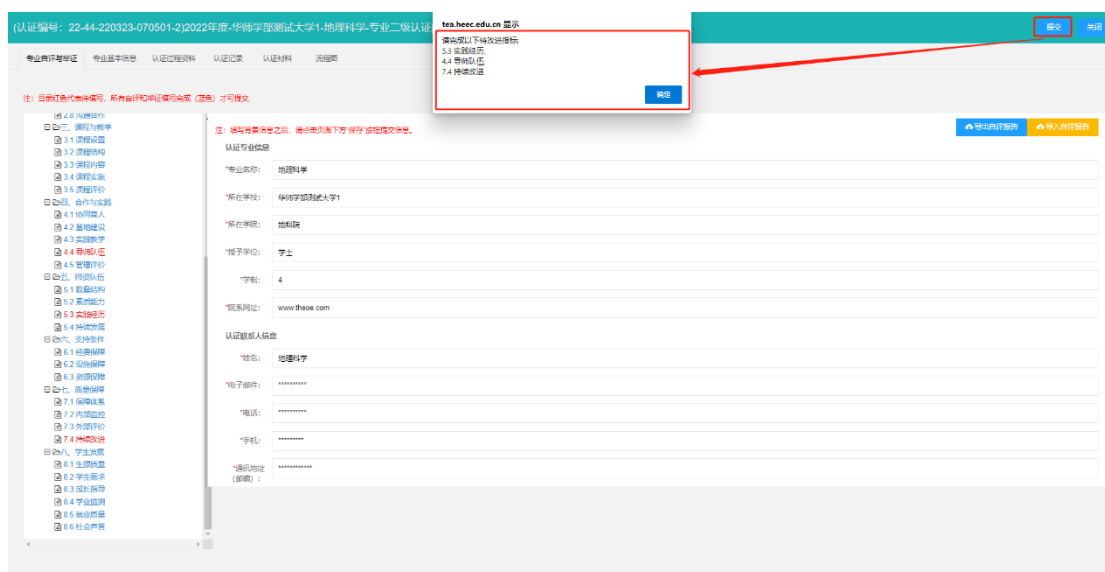 (认证编号：22-44-220323-070501-2)2022年度-华师学部测试大学1-地理科学-专业二级认证
提交
关闭
tea.heec.edu.cn 显示
请完成以下待改进指标:
5.3 实践经历,
4.4 导师队伍,
7.4 持续改进
确定
专业自评与举证
专业基本信息
认证过程资料
认证记录
认证材料
流程图
注：目录红色代表待填写，所有自评和举证填写完成（蓝色）才可提交.
2.8 沟通合作
三、课程与教学
3.1 课程设置
3.2 课程结构
3.3 课程内容
3.4 课程实施
3.5 课程评价
四、合作与实践
4.1 协同育人
4.2 基地建设
4.3 实践教学
4.4 导师队伍
4.5 管理评价
五、师资队伍
5.1 数量结构
5.2 素质能力
5.3 实践经历
5.4 持续发展
六、支持条件
6.1 经费保障
6.2 设施保障
6.3 资源保障
七、质量保障
7.1 保障体系
7.2 内部监控
7.3 外部评价
7.4 持续改进
八、学生发展
8.1 生源质量
8.2 学生需求
8.3 成长指导
8.4 学业监测
8.5 就业质量
8.6 社会声誉
注：填写背景信息之后，请点击页面下方“保存”按钮提交信息。
导出自评报告
导入自评报告
认证专业信息
*专业名称： 地理科学
*所在学校： 华师学部测试大学1
*所在学院： 地科院
*授予学位： 学士
*学制： 4
*院系网址： www.theoe.com
认证联系人信息
*姓名： 地理科学
*电子邮件： **********
*电话： **********
*手机： *********
*通讯地址 ************
(邮编)：